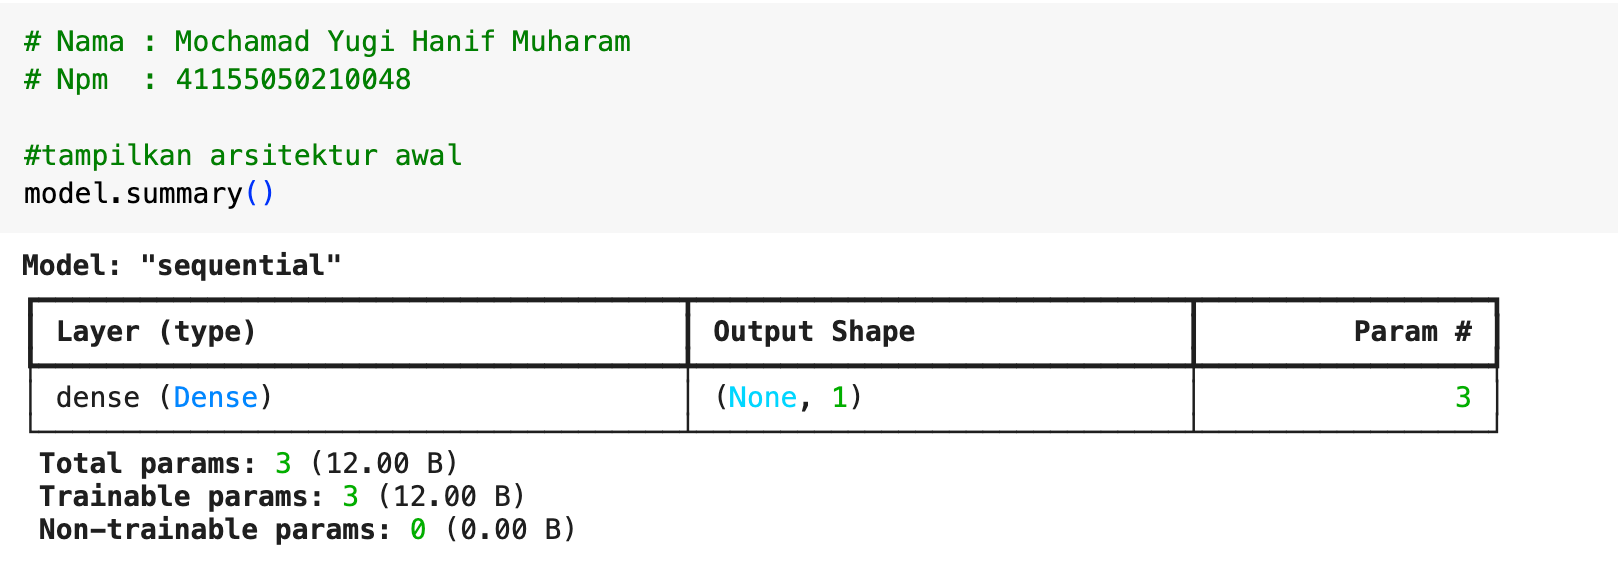 # Nama : Mochamad Yugi Hanif Muharam
# Npm  : 41155050210048
#tampilkan arsitektur awal
model.summary()
Model: "sequential"
Layer (type) Output Shape Param #
dense (Dense) (None, 1) 3
Total params: 3 (12.00 B)
Trainable params: 3 (12.00 B)
Non-trainable params: 0 (0.00 B)